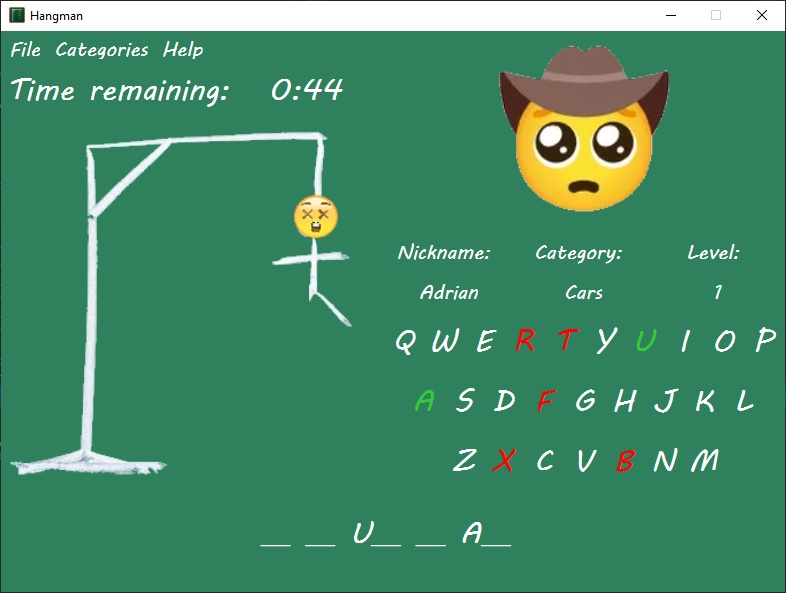 Hangman
File Categories Help
Time remaining: 0:44
Nickname: Category: Level:
Adrian Cars 1
Q W E R T Y U I O P
A S D F G H J K L
Z X C V B N M
__ __ U__ __ A__